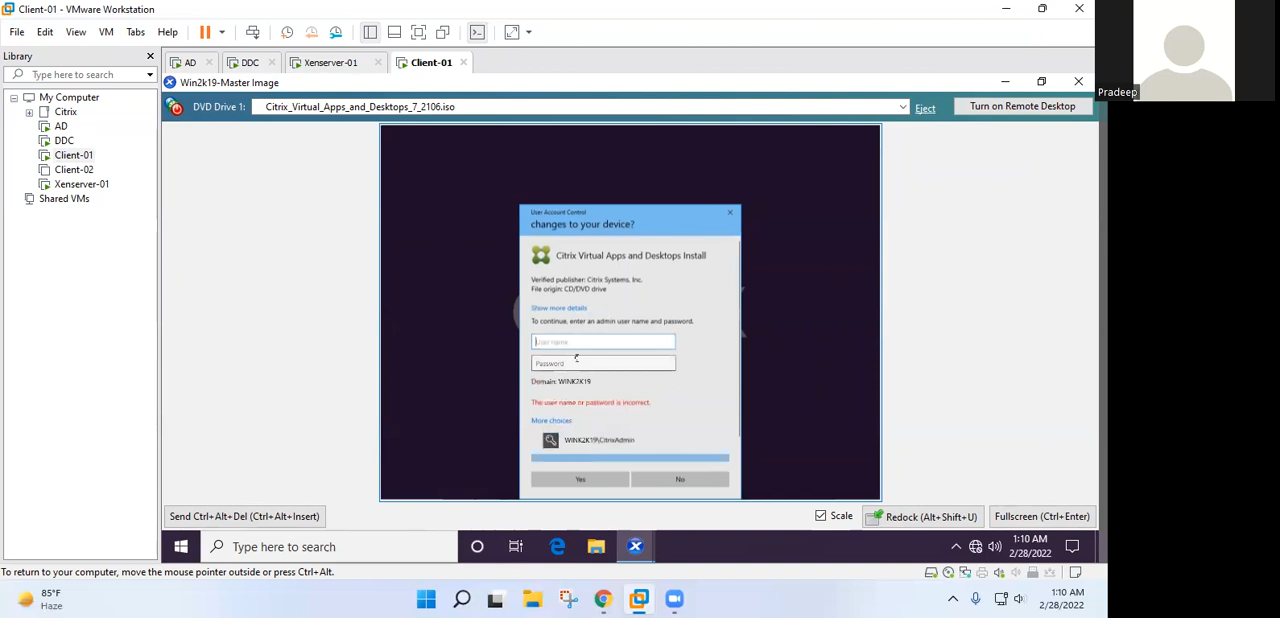 Client-01 - VMware Workstation
File Edit View VM Tabs Help
Library
Type here to search
My Computer
Citrix
AD
DDC
Client-01
Client-02
Xenserver-01
Shared VMs
AD DDC Xenserver-01 Client-01
Win2k19-Master Image
DVD Drive 1: Citrix_Virtual_Apps_and_Desktops_7_2106.iso Eject Turn on Remote Desktop
User Account Control
changes to your device?
Citrix Virtual Apps and Desktops Install
Verified publisher: Citrix Systems, Inc.
File origin: CD/DVD drive
Show more details
To continue, enter an admin user name and password.
User name
Password
Domain: WINK2K19
The user name or password is incorrect.
More choices
WINK2K19\CitrixAdmin
Yes No
Send Ctrl+Alt+Del (Ctrl+Alt+Insert) Scale Redock (Alt+Shift+U) Fullscreen (Ctrl+Enter)
Type here to search
1:10 AM
2/28/2022
To return to your computer, move the mouse pointer outside or press Ctrl+Alt.
85°F
Haze
1:10 AM
2/28/2022
Pradeep